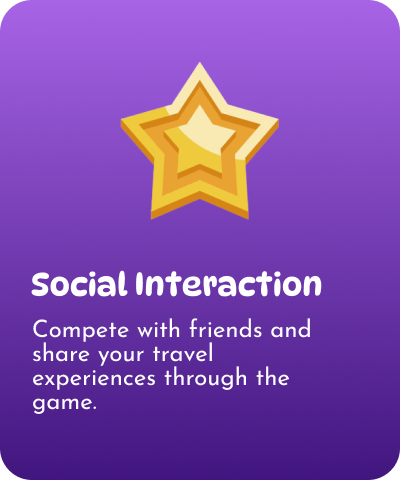 Social Interaction
Compete with friends and
share your travel
experiences through the
game.